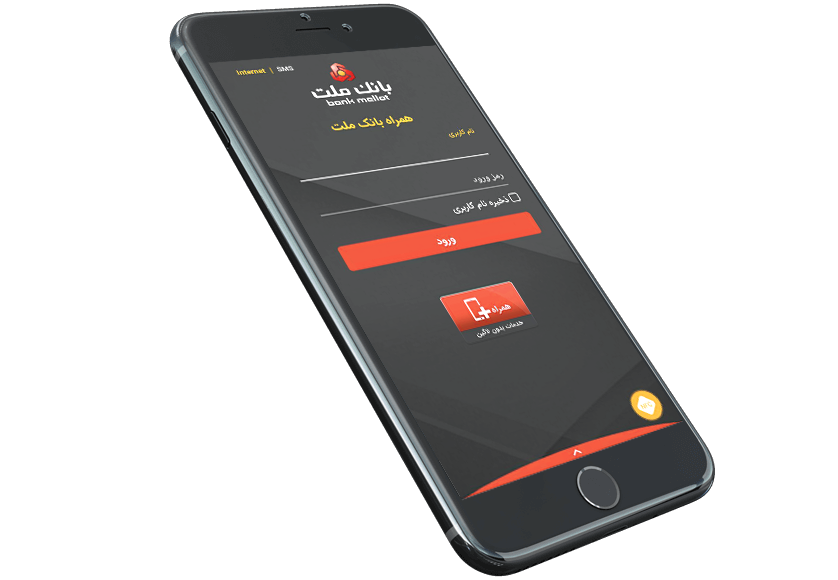 Internet | SMS
بانک ملت
bank mellat
همراه بانک ملت
نام کاربری
رمز ورود
ذخیره نام کاربری
ورود
همراه
خدمات بدون لاگین